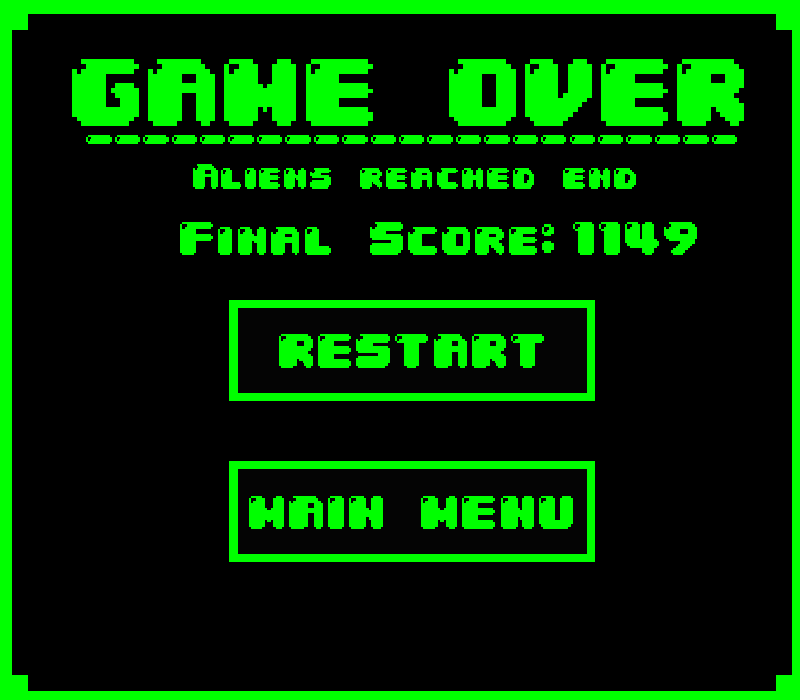 GAME OVER
Aliens reached end
Final Score: 1149
RESTART
MAIN MENU